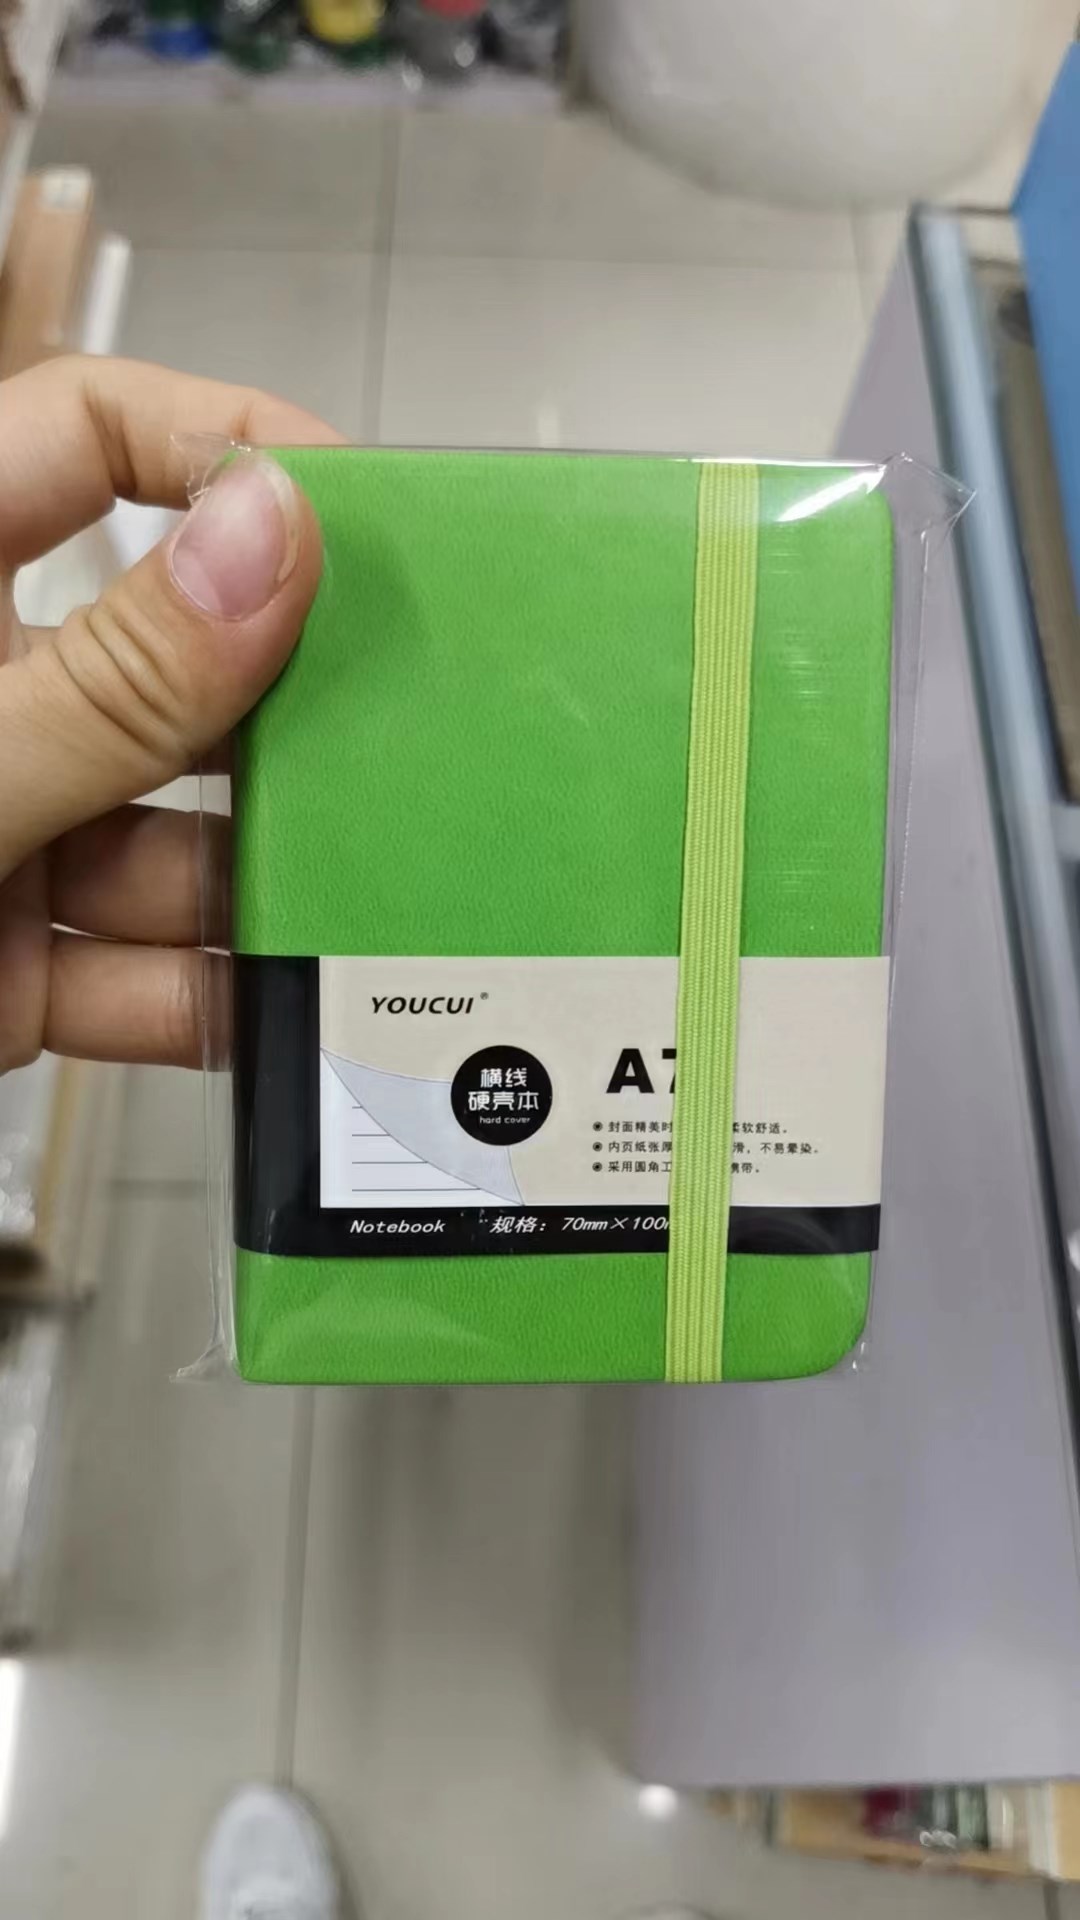 YOUCUI®
横线
硬壳本
hard cover
A7
封面精美时 柔软舒适。
内页纸张厚 滑，不易晕染。
采用圆角工 携带。
Notebook 规格：70mm×100